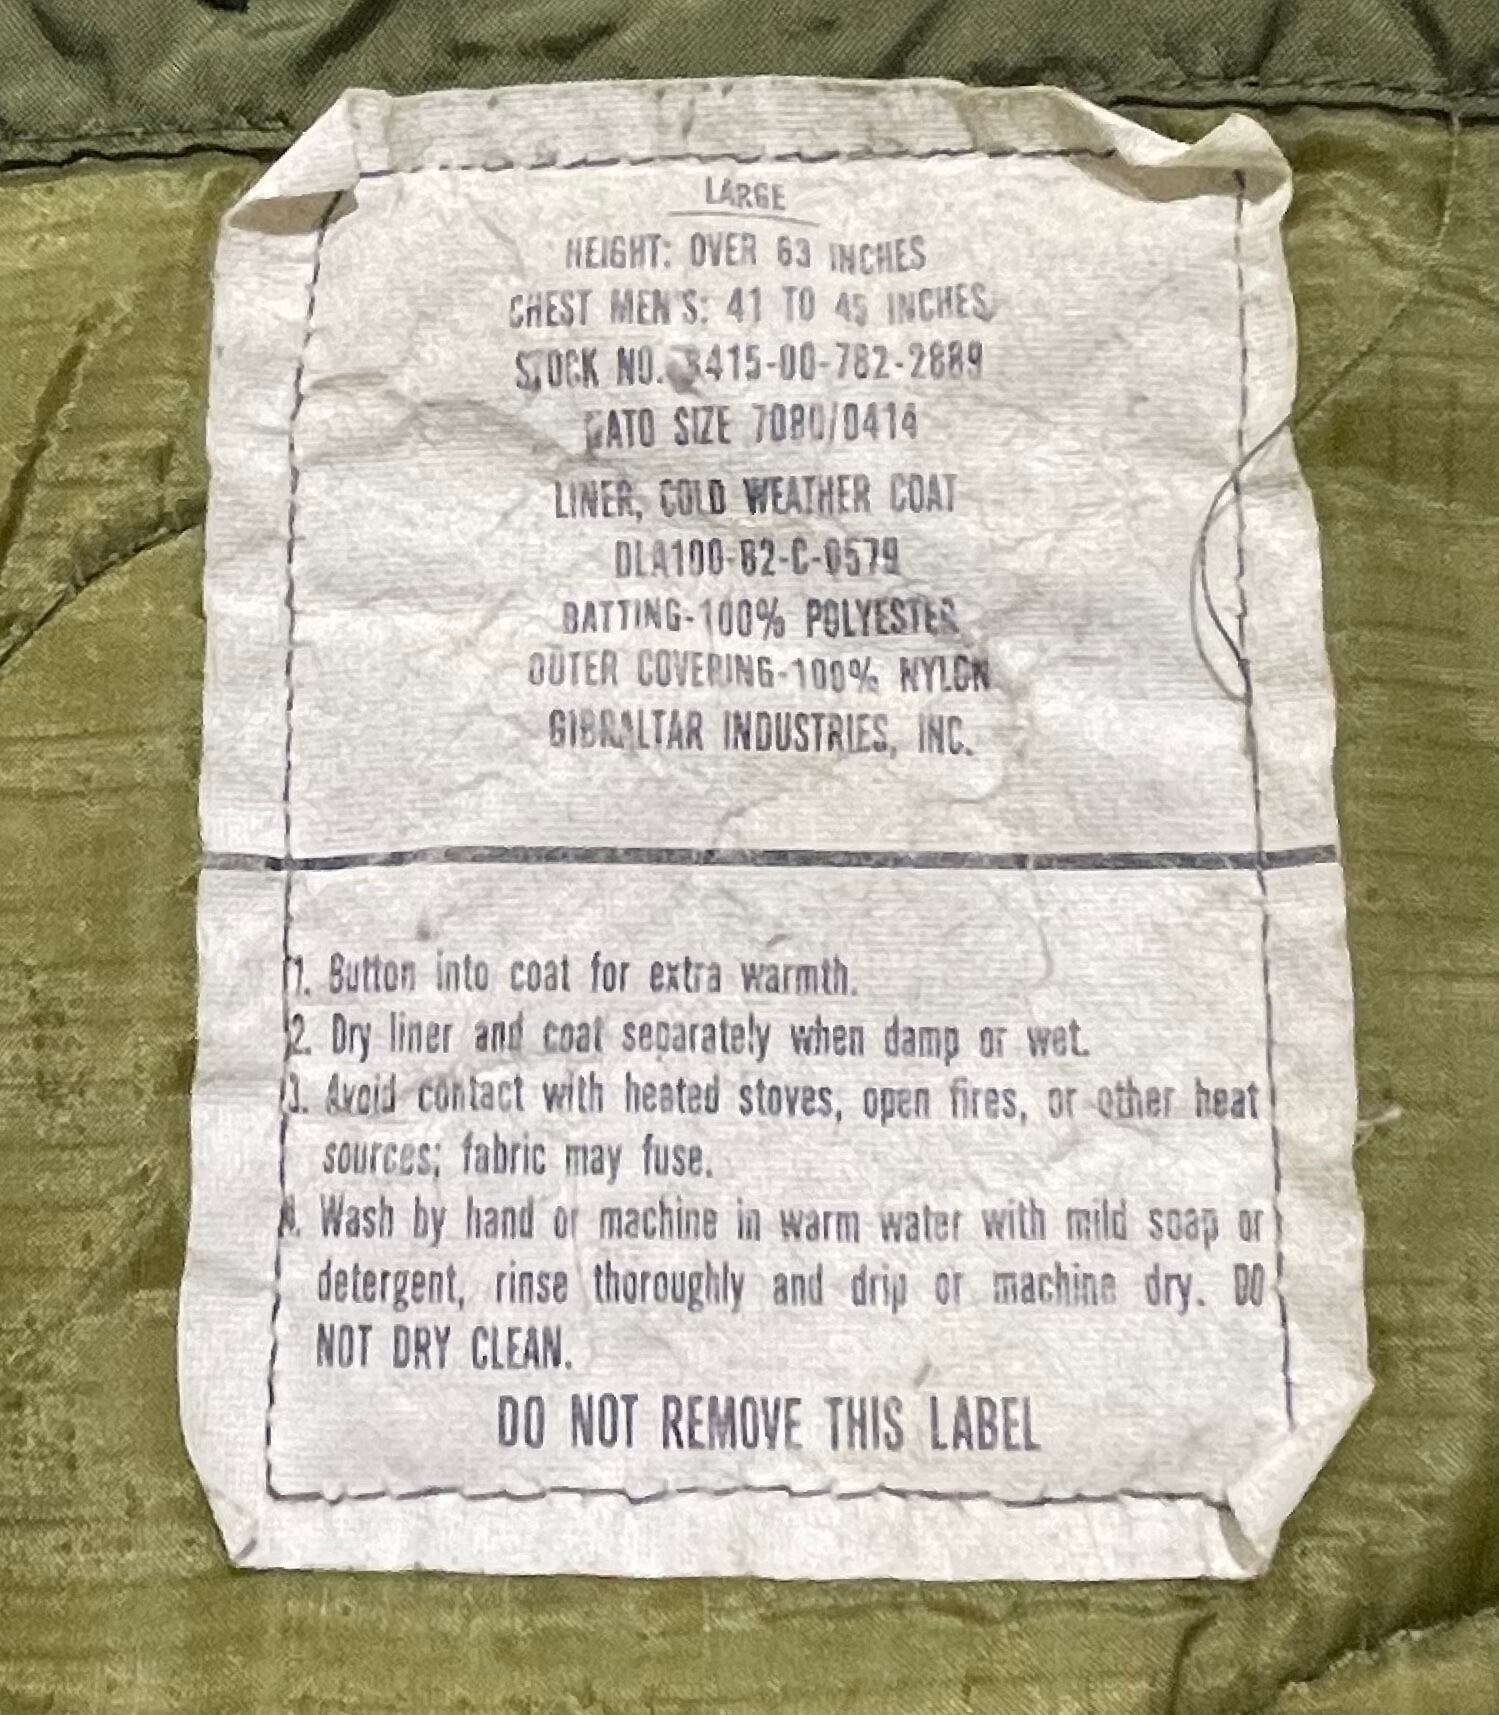 LARGE
HEIGHT: OVER 63 INCHES
CHEST MEN'S: 41 TO 45 INCHES
STOCK NO. 8415-00-782-2889
NATO SIZE 7080/0414
LINER, COLD WEATHER COAT
DLA100-82-C-0579
BATTING-100% POLYESTER
OUTER COVERING-100% NYLON
GIBRALTAR INDUSTRIES, INC.
1. Button into coat for extra warmth.
2. Dry liner and coat separately when damp or wet.
3. Avoid contact with heated stoves, open fires, or other heat
sources; fabric may fuse.
4. Wash by hand or machine in warm water with mild soap or
detergent, rinse thoroughly and drip or machine dry. DO
NOT DRY CLEAN.
DO NOT REMOVE THIS LABEL